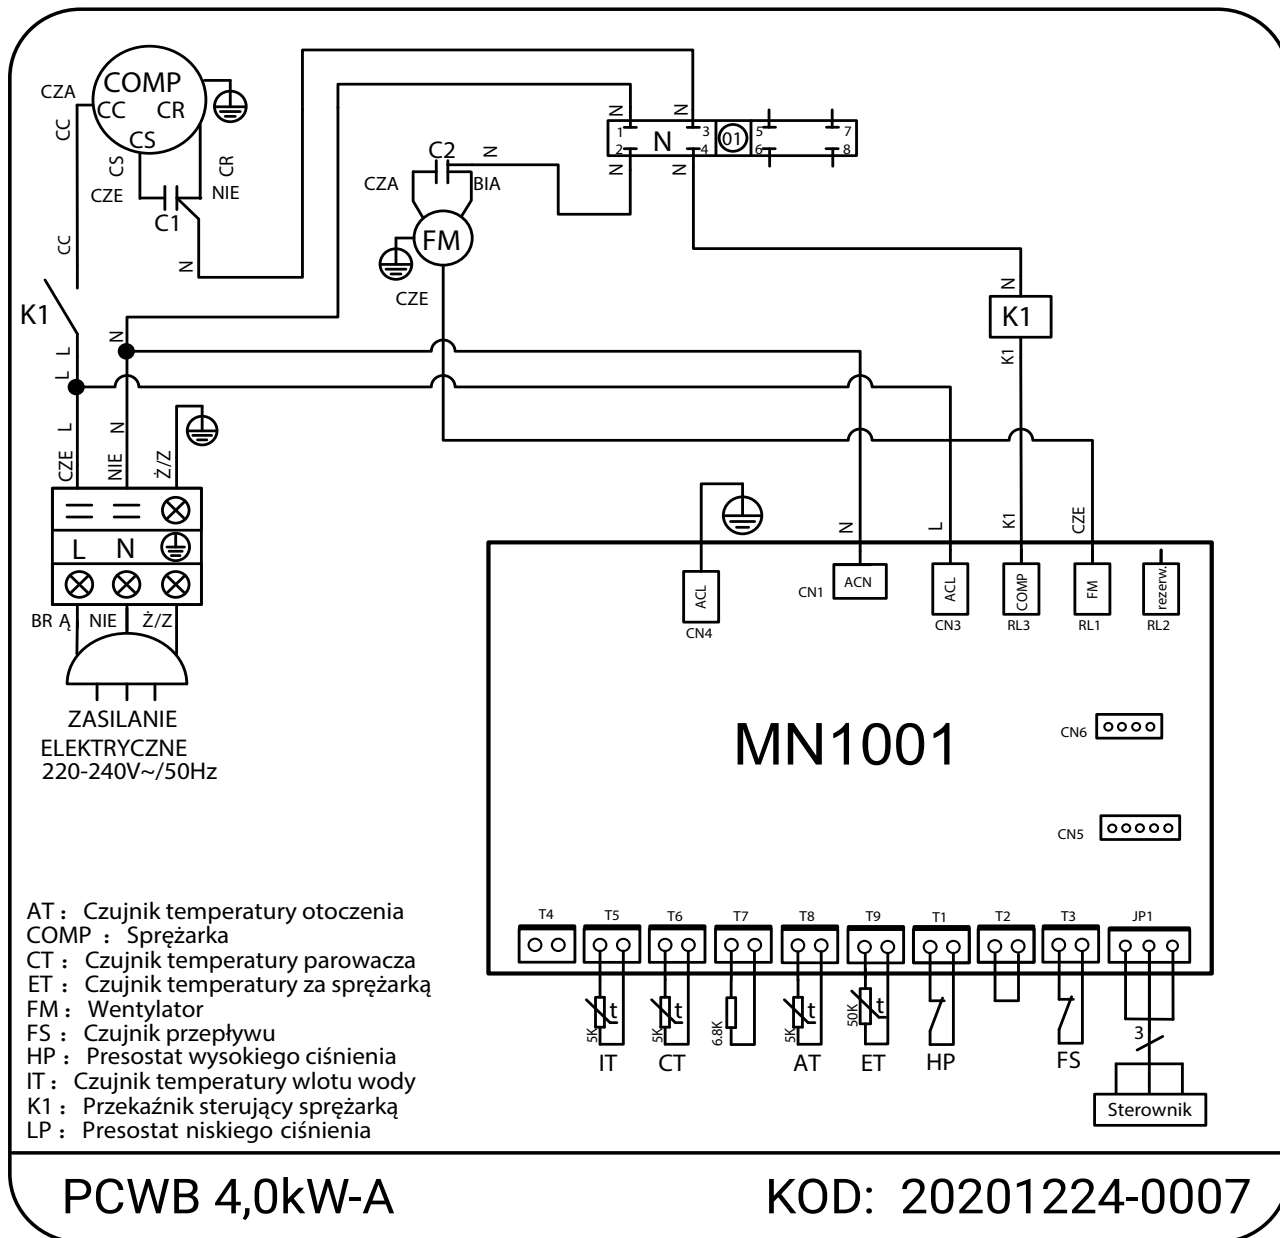 COMP
CC CR
CS
CZA
CC
CS
CR
CZE
NIE
C1
N
CC
K1
L
L
N
L
N
CZE
NIE
Ż/Z
L N
BR Ą NIE Ż/Z
ZASILANIE
ELEKTRYCZNE
220-240V~/50Hz
C2
N
CZA
BIA
FM
CZE
N
N
1
2
N
3
4
01
5
6
7
8
N
N
N
K1
K1
N
L
K1
CZE
ACL
CN4
CN1
ACN
ACL
CN3
COMP
RL3
FM
RL1
rezerw.
RL2
MN1001
CN6
CN5
T4 T5 T6 T7 T8 T9 T1 T2 T3 JP1
5K t
5K t
6.8K
5K t
50K t
3
IT CT AT ET HP FS
Sterownik
AT : Czujnik temperatury otoczenia
COMP : Sprężarka
CT : Czujnik temperatury parowacza
ET : Czujnik temperatury za sprężarką
FM : Wentylator
FS : Czujnik przepływu
HP : Presostat wysokiego ciśnienia
IT : Czujnik temperatury wlotu wody
K1 : Przekaźnik sterujący sprężarką
LP : Presostat niskiego ciśnienia
PCWB 4,0kW-A
KOD: 20201224-0007